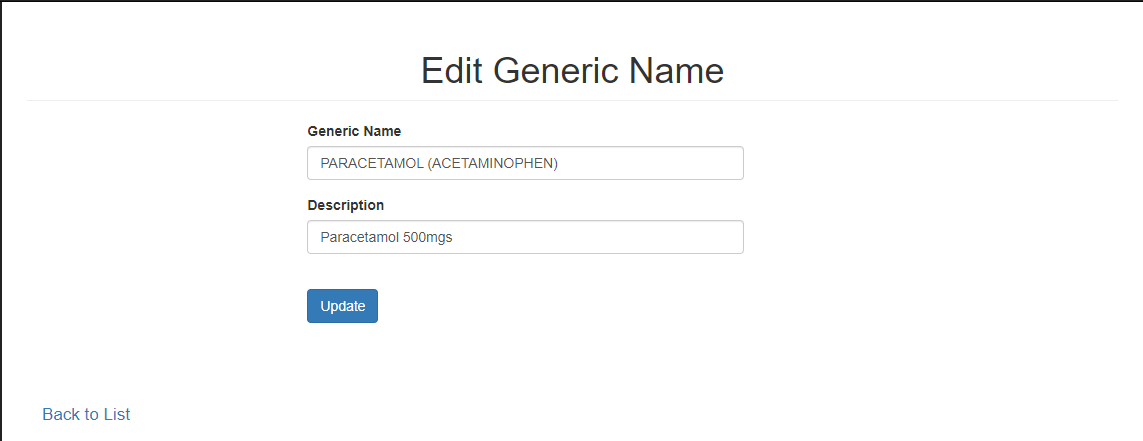 Edit Generic Name
Generic Name
PARACETAMOL (ACETAMINOPHEN)
Description
Paracetamol 500mgs
Update
Back to List